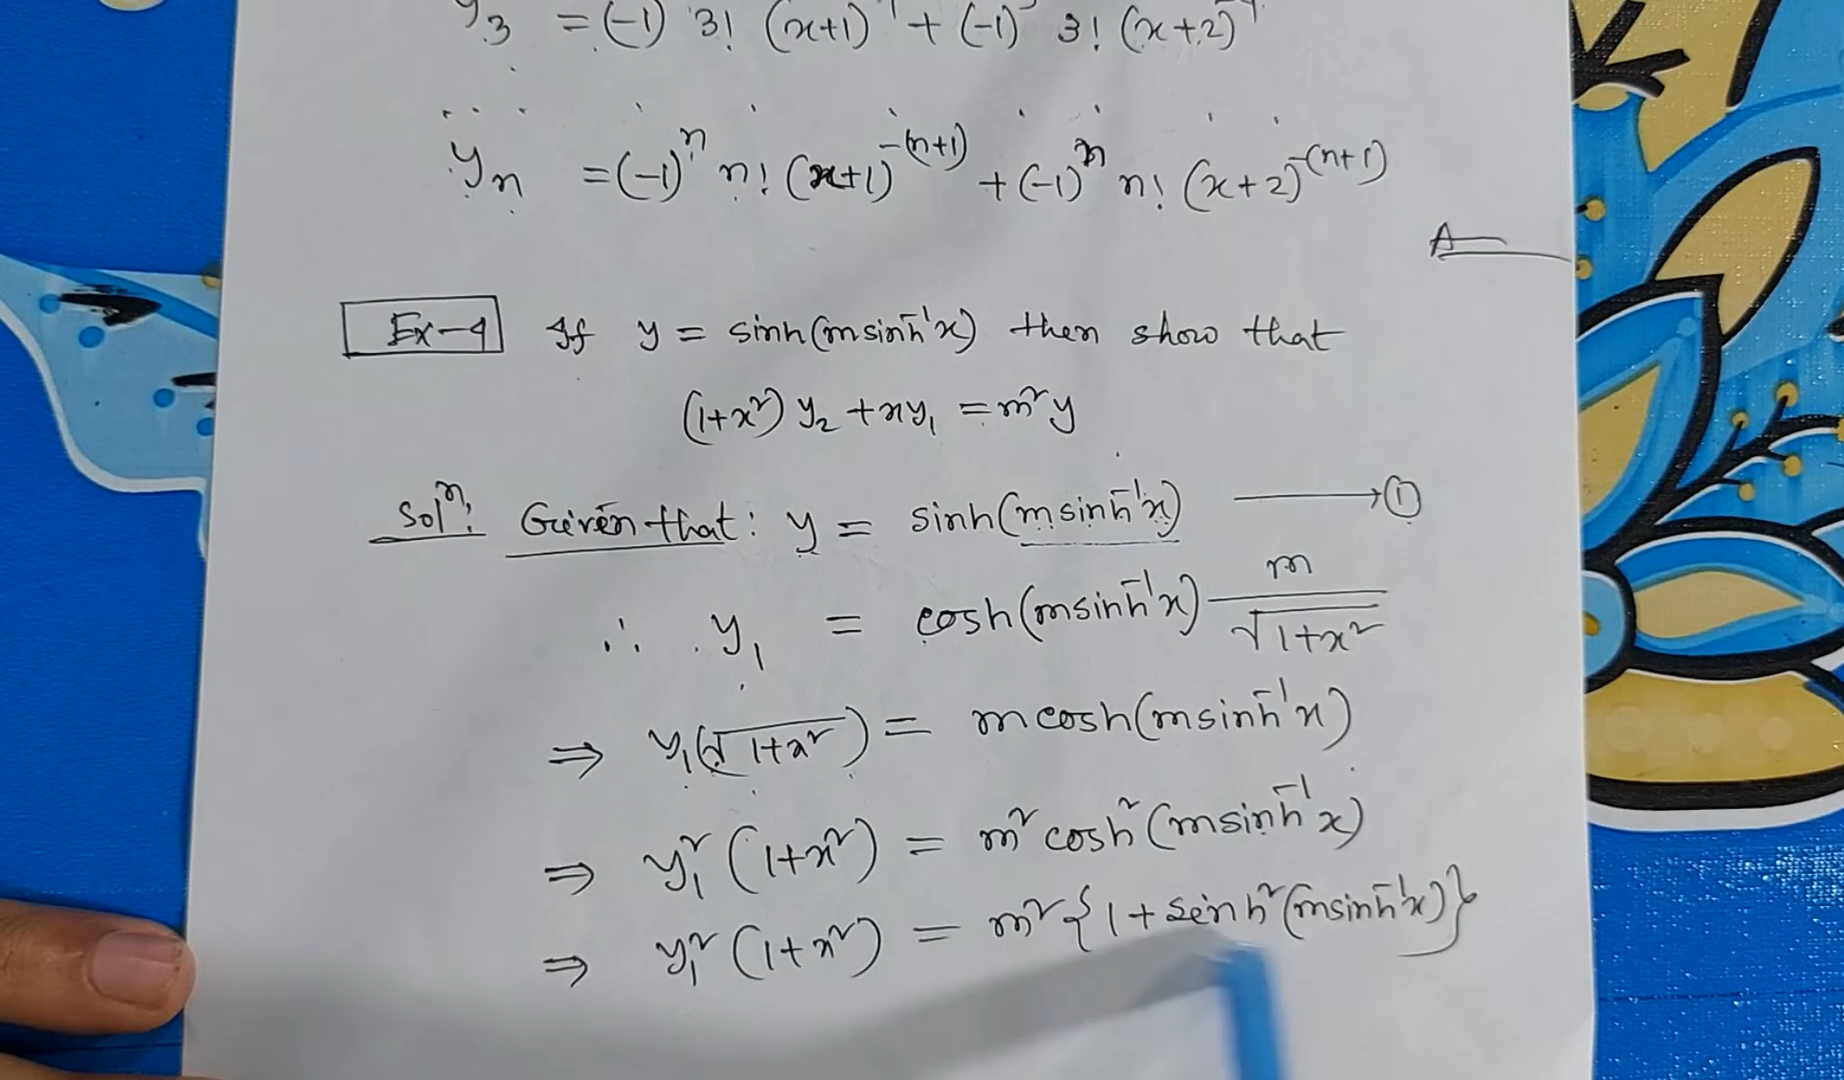 y₃ = (-1) 3! (x+1) + (-1) 3! (x+2)
yₙ = (-1)ⁿ n! (x+1)⁻⁽ⁿ⁺¹⁾ + (-1)ⁿ n! (x+2)⁻⁽ⁿ⁺¹⁾
A
Ex-4 If y = sinh(m sinh⁻¹x) then show that
(1+x²) y₂ + xy₁ = m²y
Solⁿ: Given that: y = sinh(m sinh⁻¹x) ⟶ ①
∴ y₁ = cosh(m sinh⁻¹x) m/√(1+x²)
⇒ y₁(√1+x²) = m cosh(m sinh⁻¹x)
⇒ y₁² (1+x²) = m² cosh² (m sinh⁻¹x)
⇒ y₁² (1+x²) = m² {1 + sinh² (m sinh⁻¹x)}